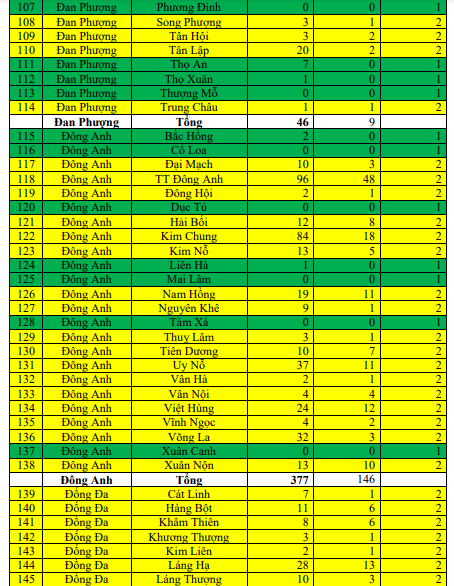 107 Đan Phượng Phương Đình 0 0 1
108 Đan Phượng Song Phượng 3 1 2
109 Đan Phượng Tân Hội 3 2 2
110 Đan Phượng Tân Lập 20 2 2
111 Đan Phượng Thọ An 7 0 1
112 Đan Phượng Thọ Xuân 1 0 1
113 Đan Phượng Thượng Mỗ 0 0 1
114 Đan Phượng Trung Châu 1 1 2
Đan Phượng Tổng 46 9
115 Đông Anh Bắc Hồng 2 0 1
116 Đông Anh Cổ Loa 0 0 1
117 Đông Anh Đại Mạch 10 3 2
118 Đông Anh TT Đông Anh 96 48 2
119 Đông Anh Đông Hội 2 1 2
120 Đông Anh Dục Tú 0 0 1
121 Đông Anh Hải Bối 12 8 2
122 Đông Anh Kim Chung 84 18 2
123 Đông Anh Kim Nỗ 13 5 2
124 Đông Anh Liên Hà 1 0 1
125 Đông Anh Mai Lâm 0 0 1
126 Đông Anh Nam Hồng 19 11 2
127 Đông Anh Nguyên Khê 9 1 2
128 Đông Anh Tàm Xá 0 0 1
129 Đông Anh Thuỵ Lâm 3 1 2
130 Đông Anh Tiên Dương 10 7 2
131 Đông Anh Uy Nỗ 37 11 2
132 Đông Anh Vân Hà 2 1 2
133 Đông Anh Vân Nội 4 4 2
134 Đông Anh Việt Hùng 24 12 2
135 Đông Anh Vĩnh Ngọc 4 2 2
136 Đông Anh Võng La 32 3 2
137 Đông Anh Xuân Canh 0 0 1
138 Đông Anh Xuân Nộn 13 10 2
Đông Anh Tổng 377 146
139 Đống Đa Cát Linh 7 1 2
140 Đống Đa Hàng Bột 11 6 2
141 Đống Đa Khâm Thiên 8 6 2
142 Đống Đa Khương Thượng 3 1 2
143 Đống Đa Kim Liên 2 1 2
144 Đống Đa Láng Hạ 28 13 2
145 Đống Đa Láng Thượng 10 3 2